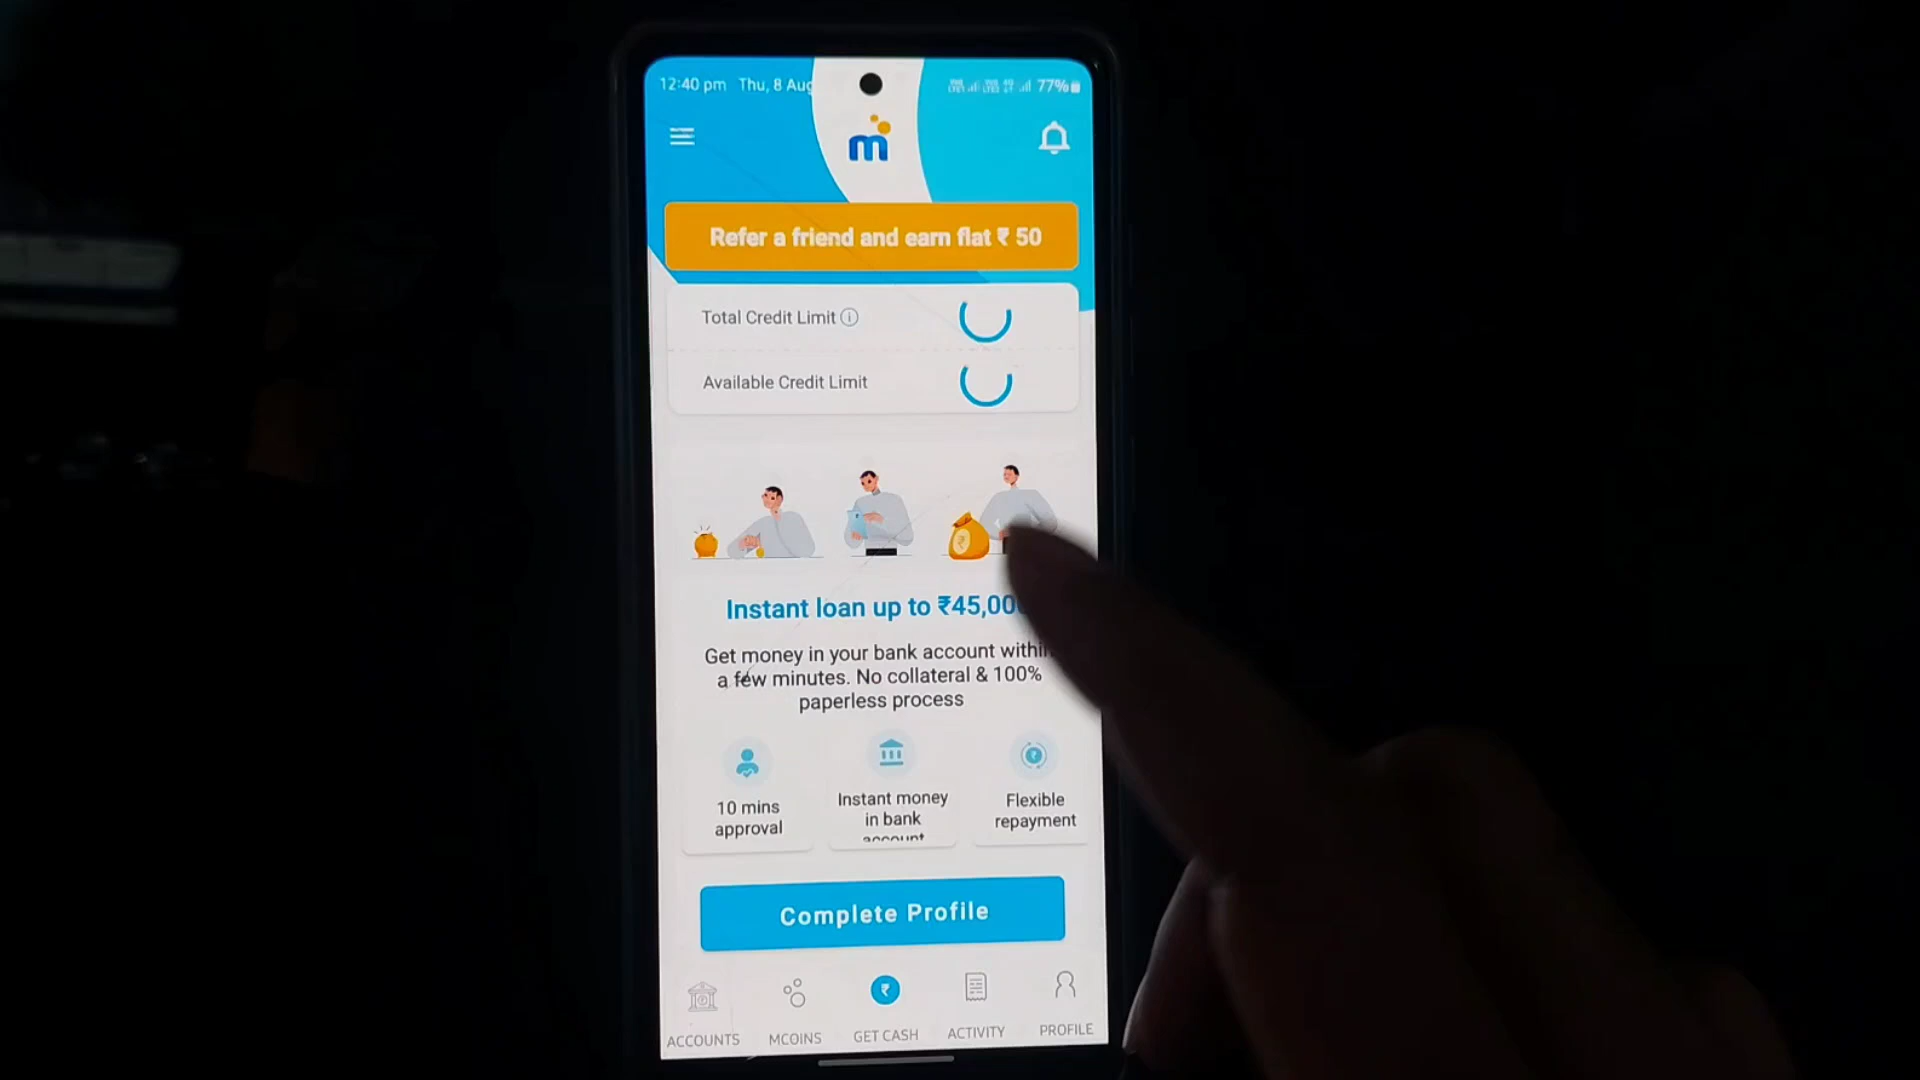 12:40 pm Thu, 8 Aug
77%
m
Refer a friend and earn flat ₹ 50
Total Credit Limit
Available Credit Limit
Instant loan up to ₹45,00
Get money in your bank account within
a few minutes. No collateral & 100%
paperless process
10 mins
approval
Instant money
in bank
account
Flexible
repayment
Complete Profile
ACCOUNTS
MCOINS
GET CASH
ACTIVITY
PROFILE